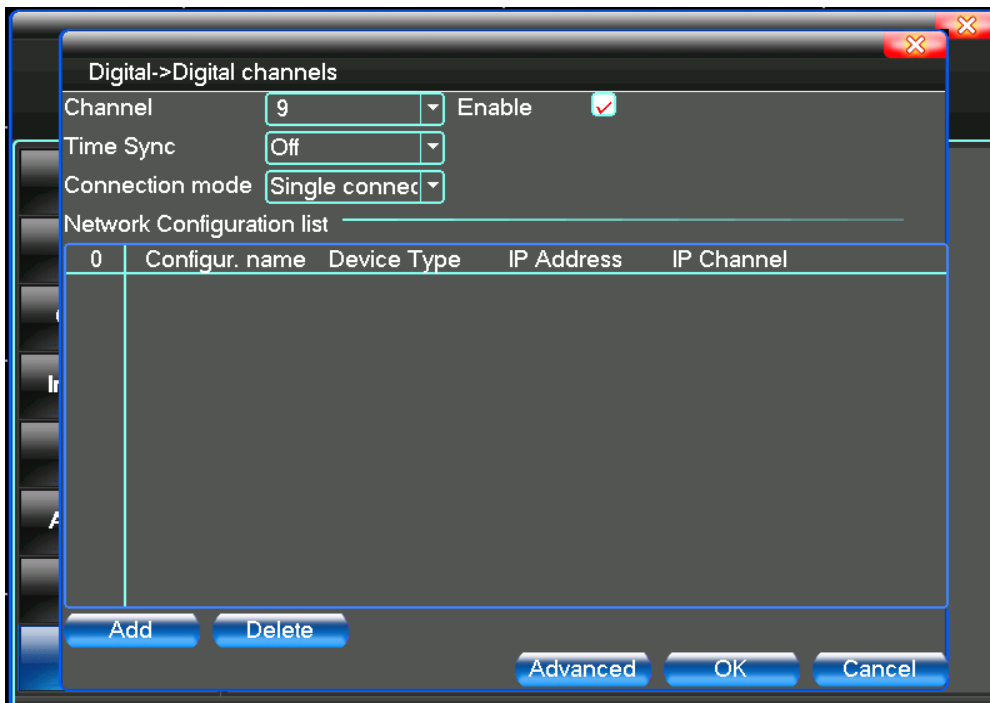 Digital->Digital channels
Channel 9 Enable
Time Sync Off
Connection mode Single connec
Network Configuration list
0 Configur. name Device Type IP Address IP Channel
Add Delete
Advanced OK Cancel